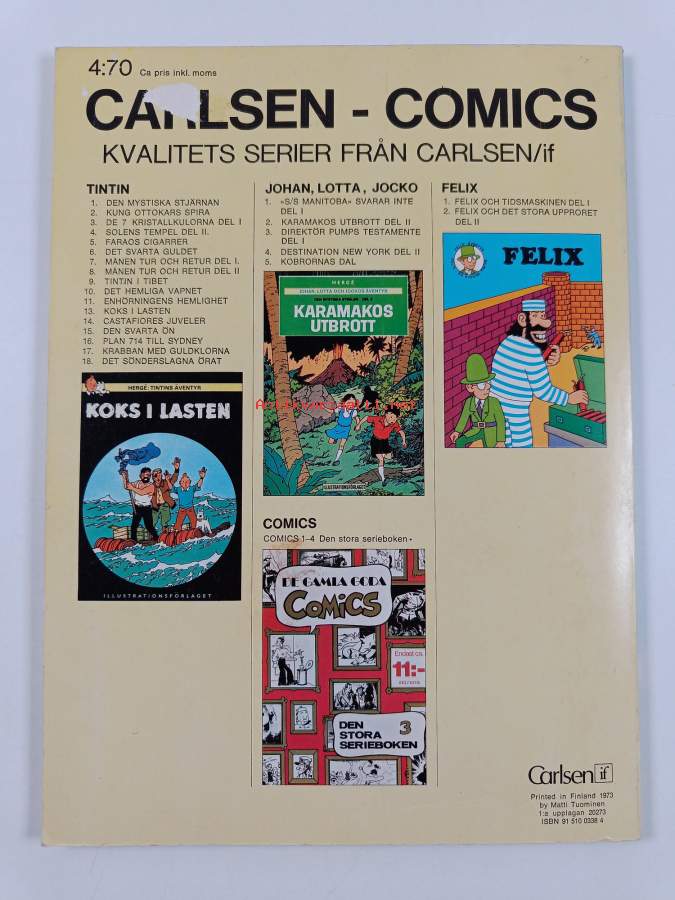 4:70 Ca pris inkl. moms
CARLSEN - COMICS
KVALITETS SERIER FRÅN CARLSEN/if
TINTIN
1. DEN MYSTISKA STJÄRNAN
2. KUNG OTTOKARS SPIRA
3. DE 7 KRISTALLKULORNA DEL I
4. SOLENS TEMPEL DEL II.
5. FARAOS CIGARRER
6. DET SVARTA GULDET
7. MÅNEN TUR OCH RETUR DEL I.
8. MÅNEN TUR OCH RETUR DEL II
9. TINTIN I TIBET
10. DET HEMLIGA VAPNET
11. ENHÖRNINGENS HEMLIGHET
13. KOKS I LASTEN
14. CASTAFIORES JUVELER
15. DEN SVARTA ÖN
16. PLAN 714 TILL SYDNEY
17. KRABBAN MED GULDKLORNA
18. DET SÖNDERSLAGNA ÖRAT
HERGÉ: TINTINS ÄVENTYR
KOKS I LASTEN
ILLUSTRATIONSFÖRLAGET
JOHAN, LOTTA, JOCKO
1. «S/S MANITOBA» SVARAR INTE
DEL I
2. KARAMAKOS UTBROTT DEL II
3. DIREKTÖR PUMPS TESTAMENTE
DEL I
4. DESTINATION NEW YORK DEL II
5. KOBRORNAS DAL
HERGÉ
JOHAN, LOTTA OCH JOCKOS ÄVENTYR
KARAMAKOS
UTBROTT
ILLUSTRATIONSFÖRLAGET
COMICS
COMICS 1–4 Den stora serieboken
DE GAMLA GODA
COMICS
Endast ca
11:-
3
DEN
STORA
SERIEBOKEN
FELIX
1. FELIX OCH TIDSMASKINEN DEL I
2. FELIX OCH DET STORA UPPRORET
DEL II
FELIX
Carlsen if
Printed in Finland 1973
by Matti Tuominen
1:a upplagan 20273
ISBN 91 510 0338 4